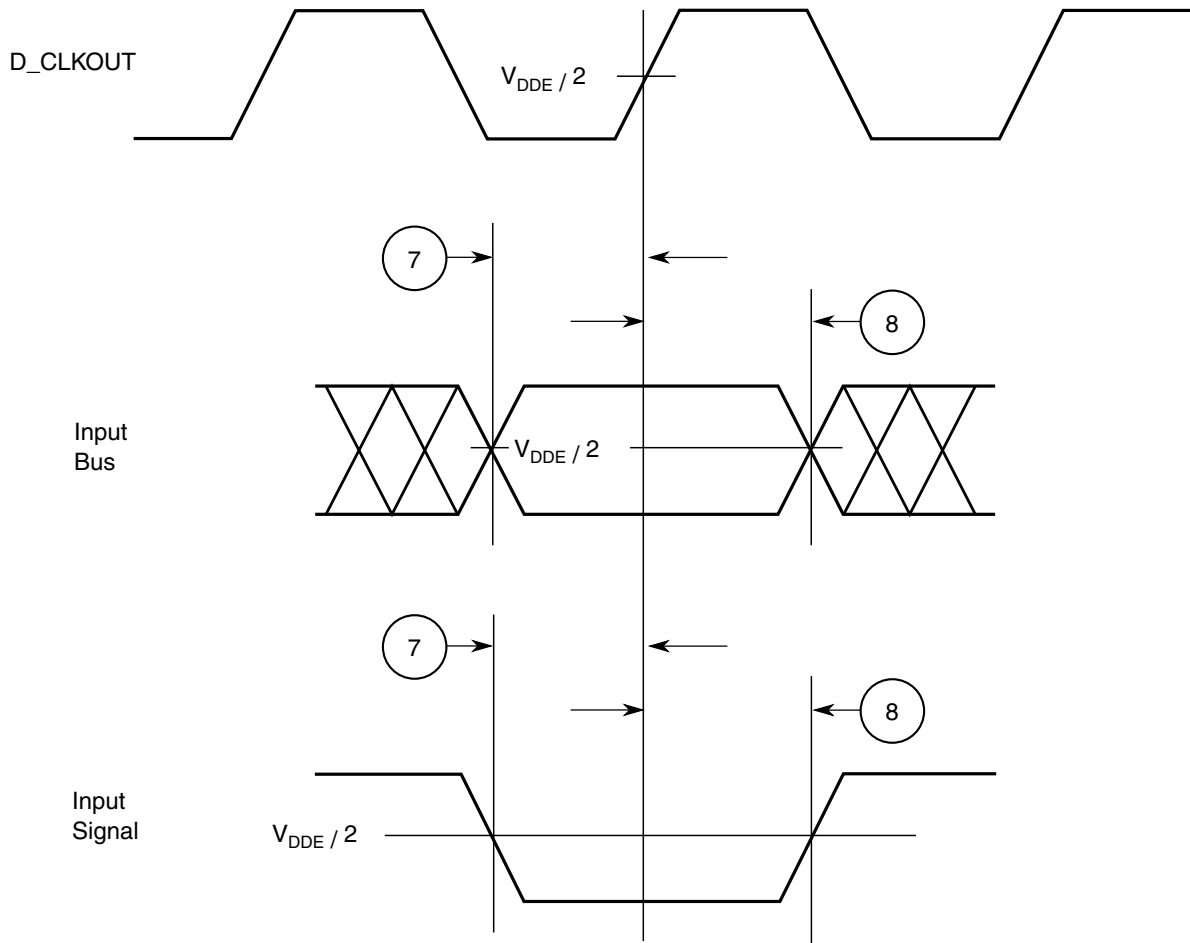 D_CLKOUT
V_DDE / 2
7
8
Input
Bus
V_DDE / 2
7
8
Input
Signal
V_DDE / 2